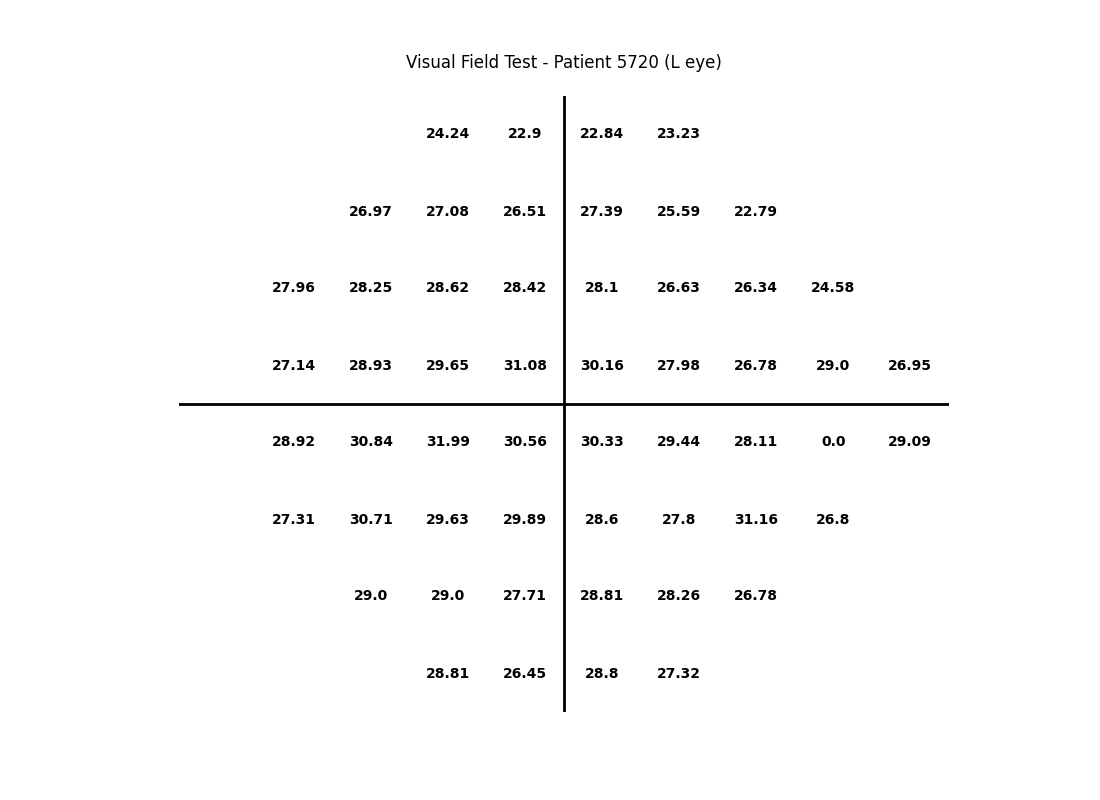 Visual Field Test - Patient 5720 (L eye)
24.24 22.9 22.84 23.23
26.97 27.08 26.51 27.39 25.59 22.79
27.96 28.25 28.62 28.42 28.1 26.63 26.34 24.58
27.14 28.93 29.65 31.08 30.16 27.98 26.78 29.0 26.95
28.92 30.84 31.99 30.56 30.33 29.44 28.11 0.0 29.09
27.31 30.71 29.63 29.89 28.6 27.8 31.16 26.8
29.0 29.0 27.71 28.81 28.26 26.78
28.81 26.45 28.8 27.32